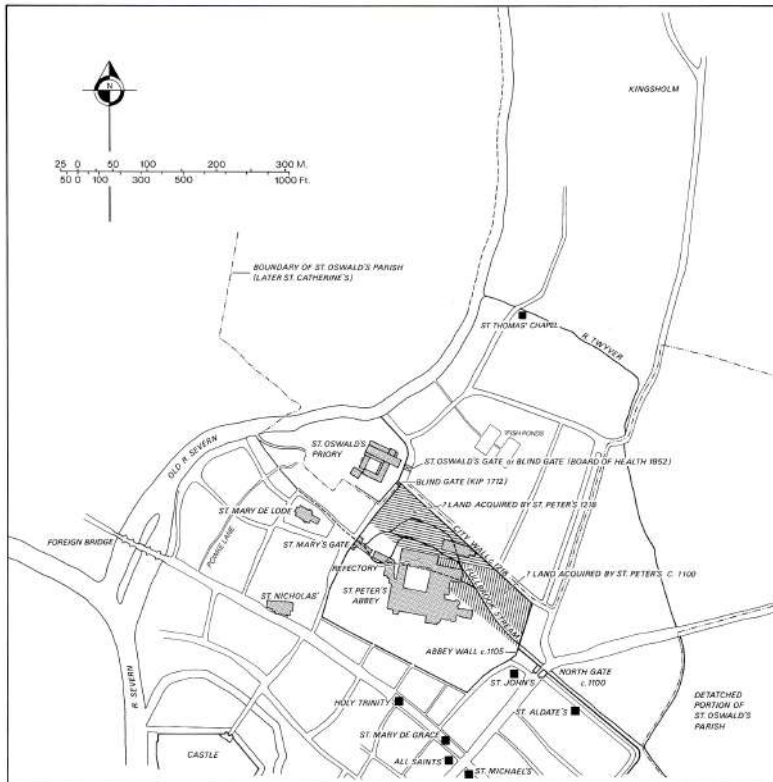 KINGSHOLM
N
25 0 50 100 200 300 M.
50 0 100 300 500 1000 Ft.
BOUNDARY OF ST. OSWALD'S PARISH
(LATER ST. CATHERINE'S)
ST THOMAS' CHAPEL
R. TWYVER
OLD R. SEVERN
ST. OSWALD'S
PRIORY
FISH PONDS
ST. OSWALD'S GATE or BLIND GATE (BOARD OF HEALTH 1852)
BLIND GATE (KIP 1712)
? LAND ACQUIRED BY ST. PETER'S 1218
ST. MARY DE LODE
FOREIGN BRIDGE
POWKE LANE
ST. MARY'S GATE
REFECTORY
CITY WALL 1218
? LAND ACQUIRED BY ST. PETER'S C. 1100
FULLBROOK STREAM
ST. PETER'S
ABBEY
ST. NICHOLAS'
ABBEY WALL c.1105
NORTH GATE
c.1100
ST. JOHN'S
R. SEVERN
HOLY TRINITY
ST. ALDATE'S
DETATCHED
PORTION OF
ST. OSWALD'S
PARISH
ST. MARY DE GRACE
CASTLE
ALL SAINTS
ST. MICHAEL'S